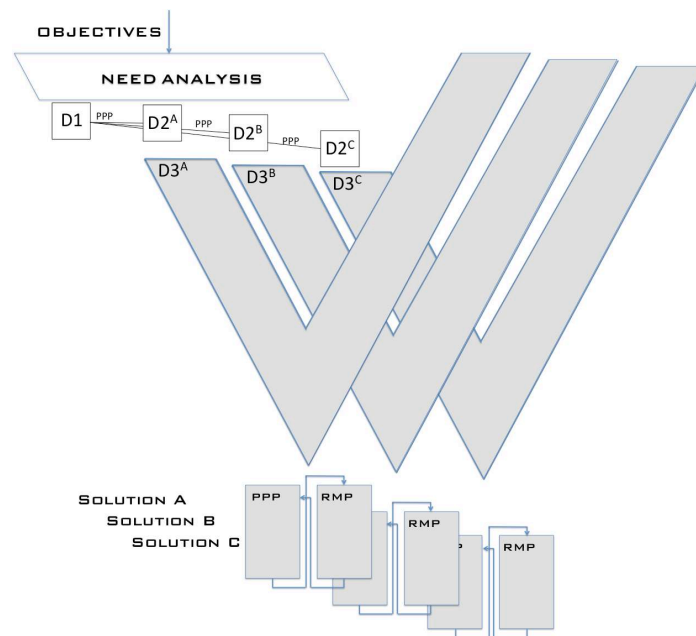 OBJECTIVES
NEED ANALYSIS
D1 PPP D2ᴬ PPP D2ᴮ PPP D2ᶜ
D3ᴬ D3ᴮ D3ᶜ
SOLUTION A
SOLUTION B
SOLUTION C
PPP RMP
RMP
RMP